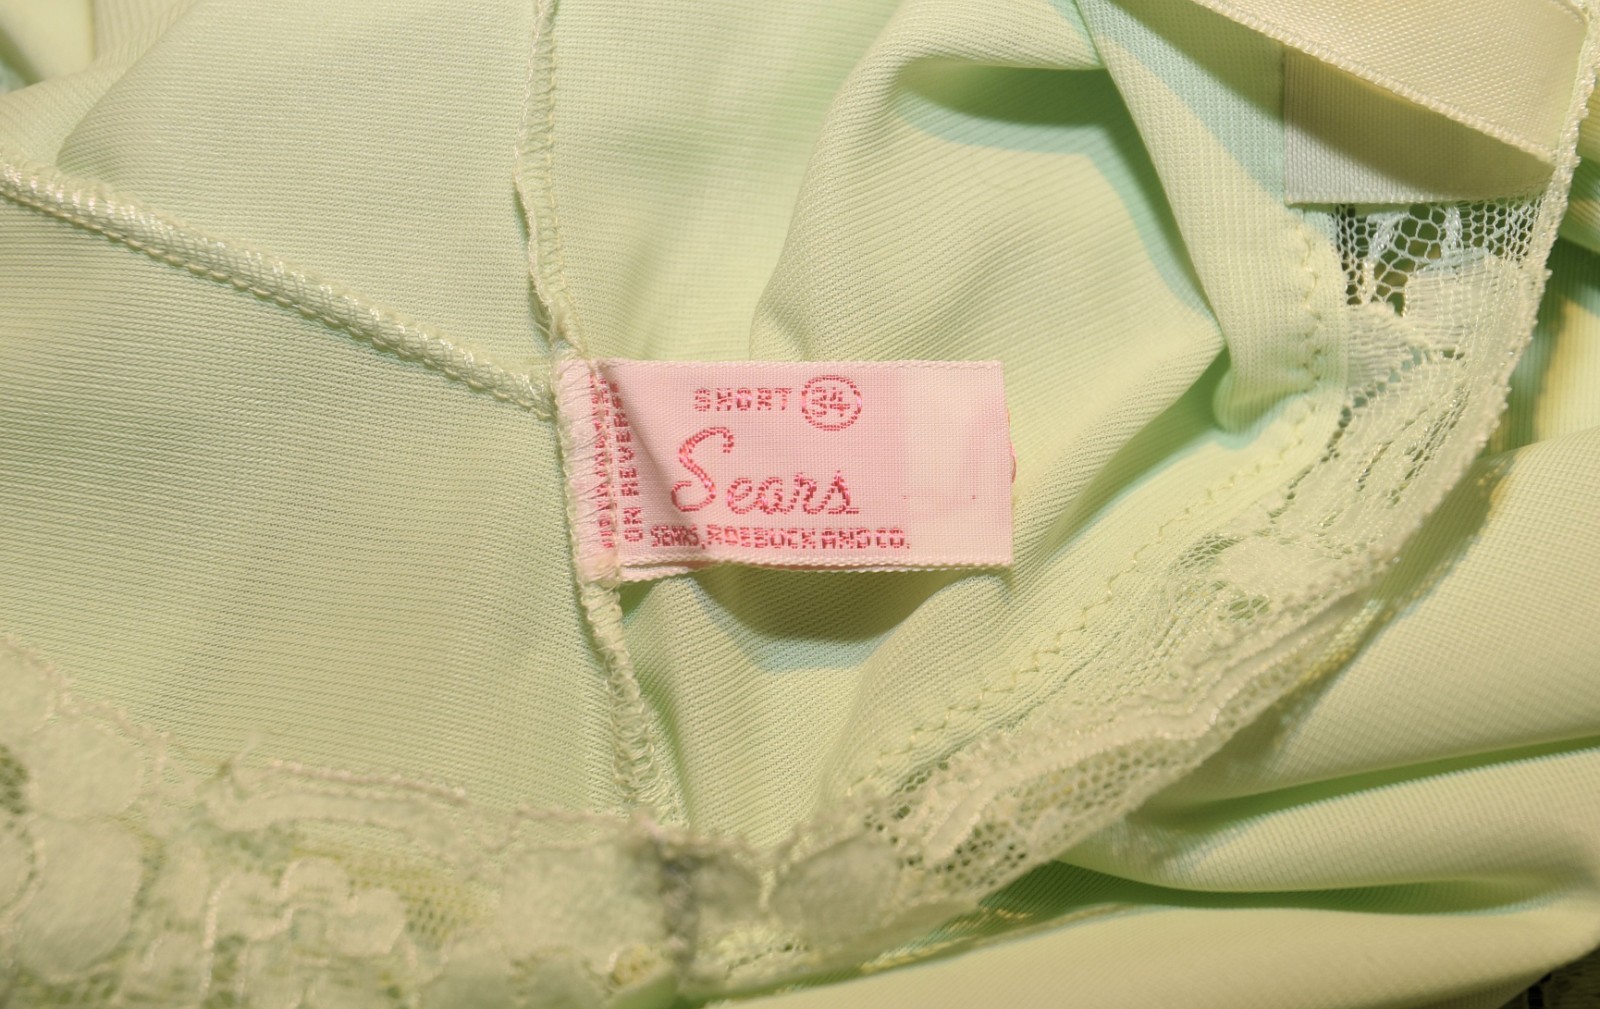 SHORT 34
Sears
SEARS, ROEBUCK AND CO.
OR REVERSE